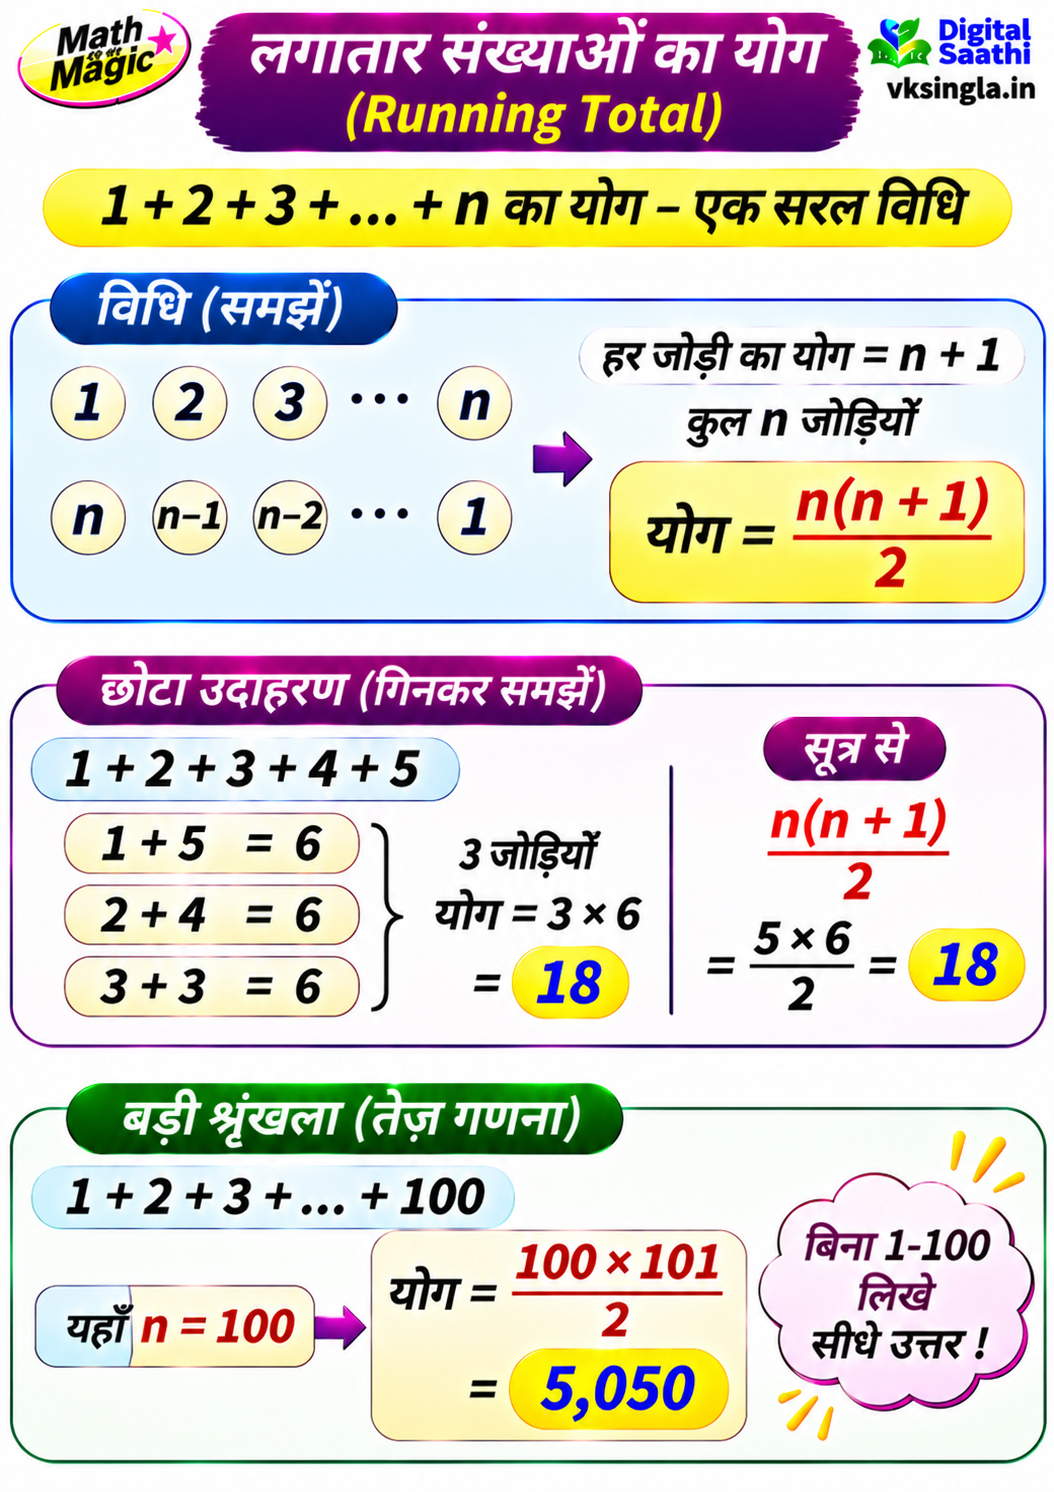 Math
Magic
लगातार संख्याओं का योग
(Running Total)
Digital
Saathi
vksingla.in
1 + 2 + 3 + ... + n का योग – एक सरल विधि
विधि (समझें)
1 2 3 ... n
n n–1 n–2 ... 1
हर जोड़ी का योग = n + 1
कुल n जोड़ियों
योग = n(n + 1)
2
छोटा उदाहरण (गिनकर समझें)
1 + 2 + 3 + 4 + 5
1 + 5 = 6
2 + 4 = 6
3 + 3 = 6
3 जोड़ियों
योग = 3 × 6
= 18
सूत्र से
n(n + 1)
2
= 5 × 6
2
= 18
बड़ी श्रृंखला (तेज़ गणना)
1 + 2 + 3 + ... + 100
यहाँ n = 100
योग = 100 × 101
2
= 5,050
बिना 1-100
लिखे
सीधे उत्तर !